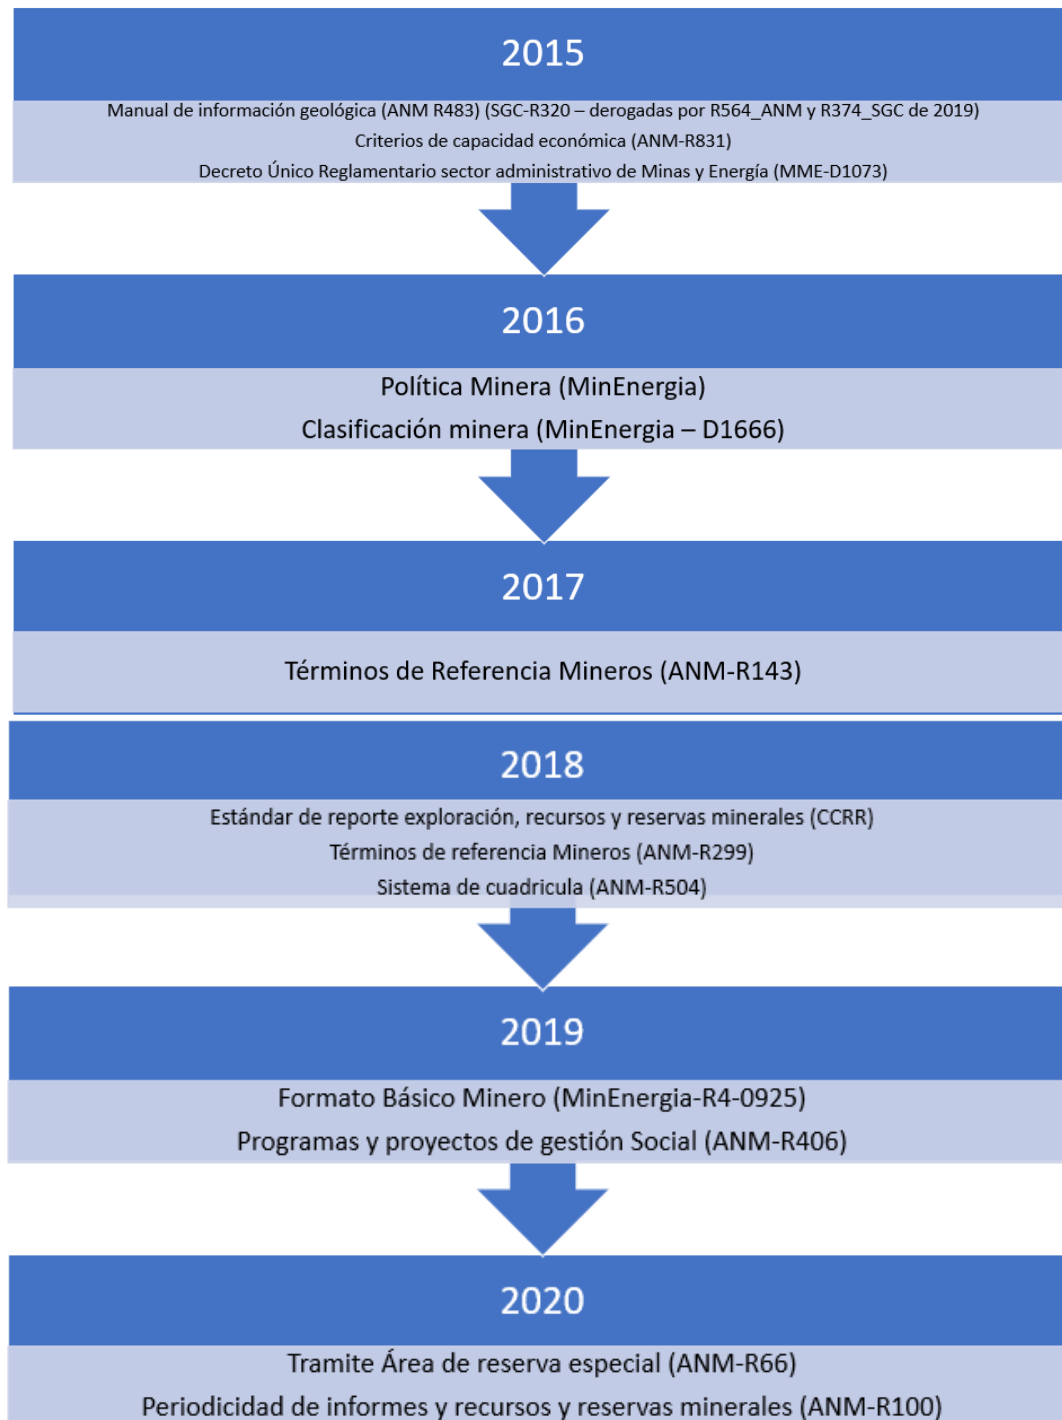 2015
Manual de información geológica (ANM R483) (SGC-R320 – derogadas por R564_ANM y R374_SGC de 2019)
Criterios de capacidad económica (ANM-R831)
Decreto Único Reglamentario sector administrativo de Minas y Energía (MME-D1073)
2016
Política Minera (MinEnergia)
Clasificación minera (MinEnergia – D1666)
2017
Términos de Referencia Mineros (ANM-R143)
2018
Estándar de reporte exploración, recursos y reservas minerales (CCRR)
Términos de referencia Mineros (ANM-R299)
Sistema de cuadricula (ANM-R504)
2019
Formato Básico Minero (MinEnergia-R4-0925)
Programas y proyectos de gestión Social (ANM-R406)
2020
Tramite Área de reserva especial (ANM-R66)
Periodicidad de informes y recursos y reservas minerales (ANM-R100)